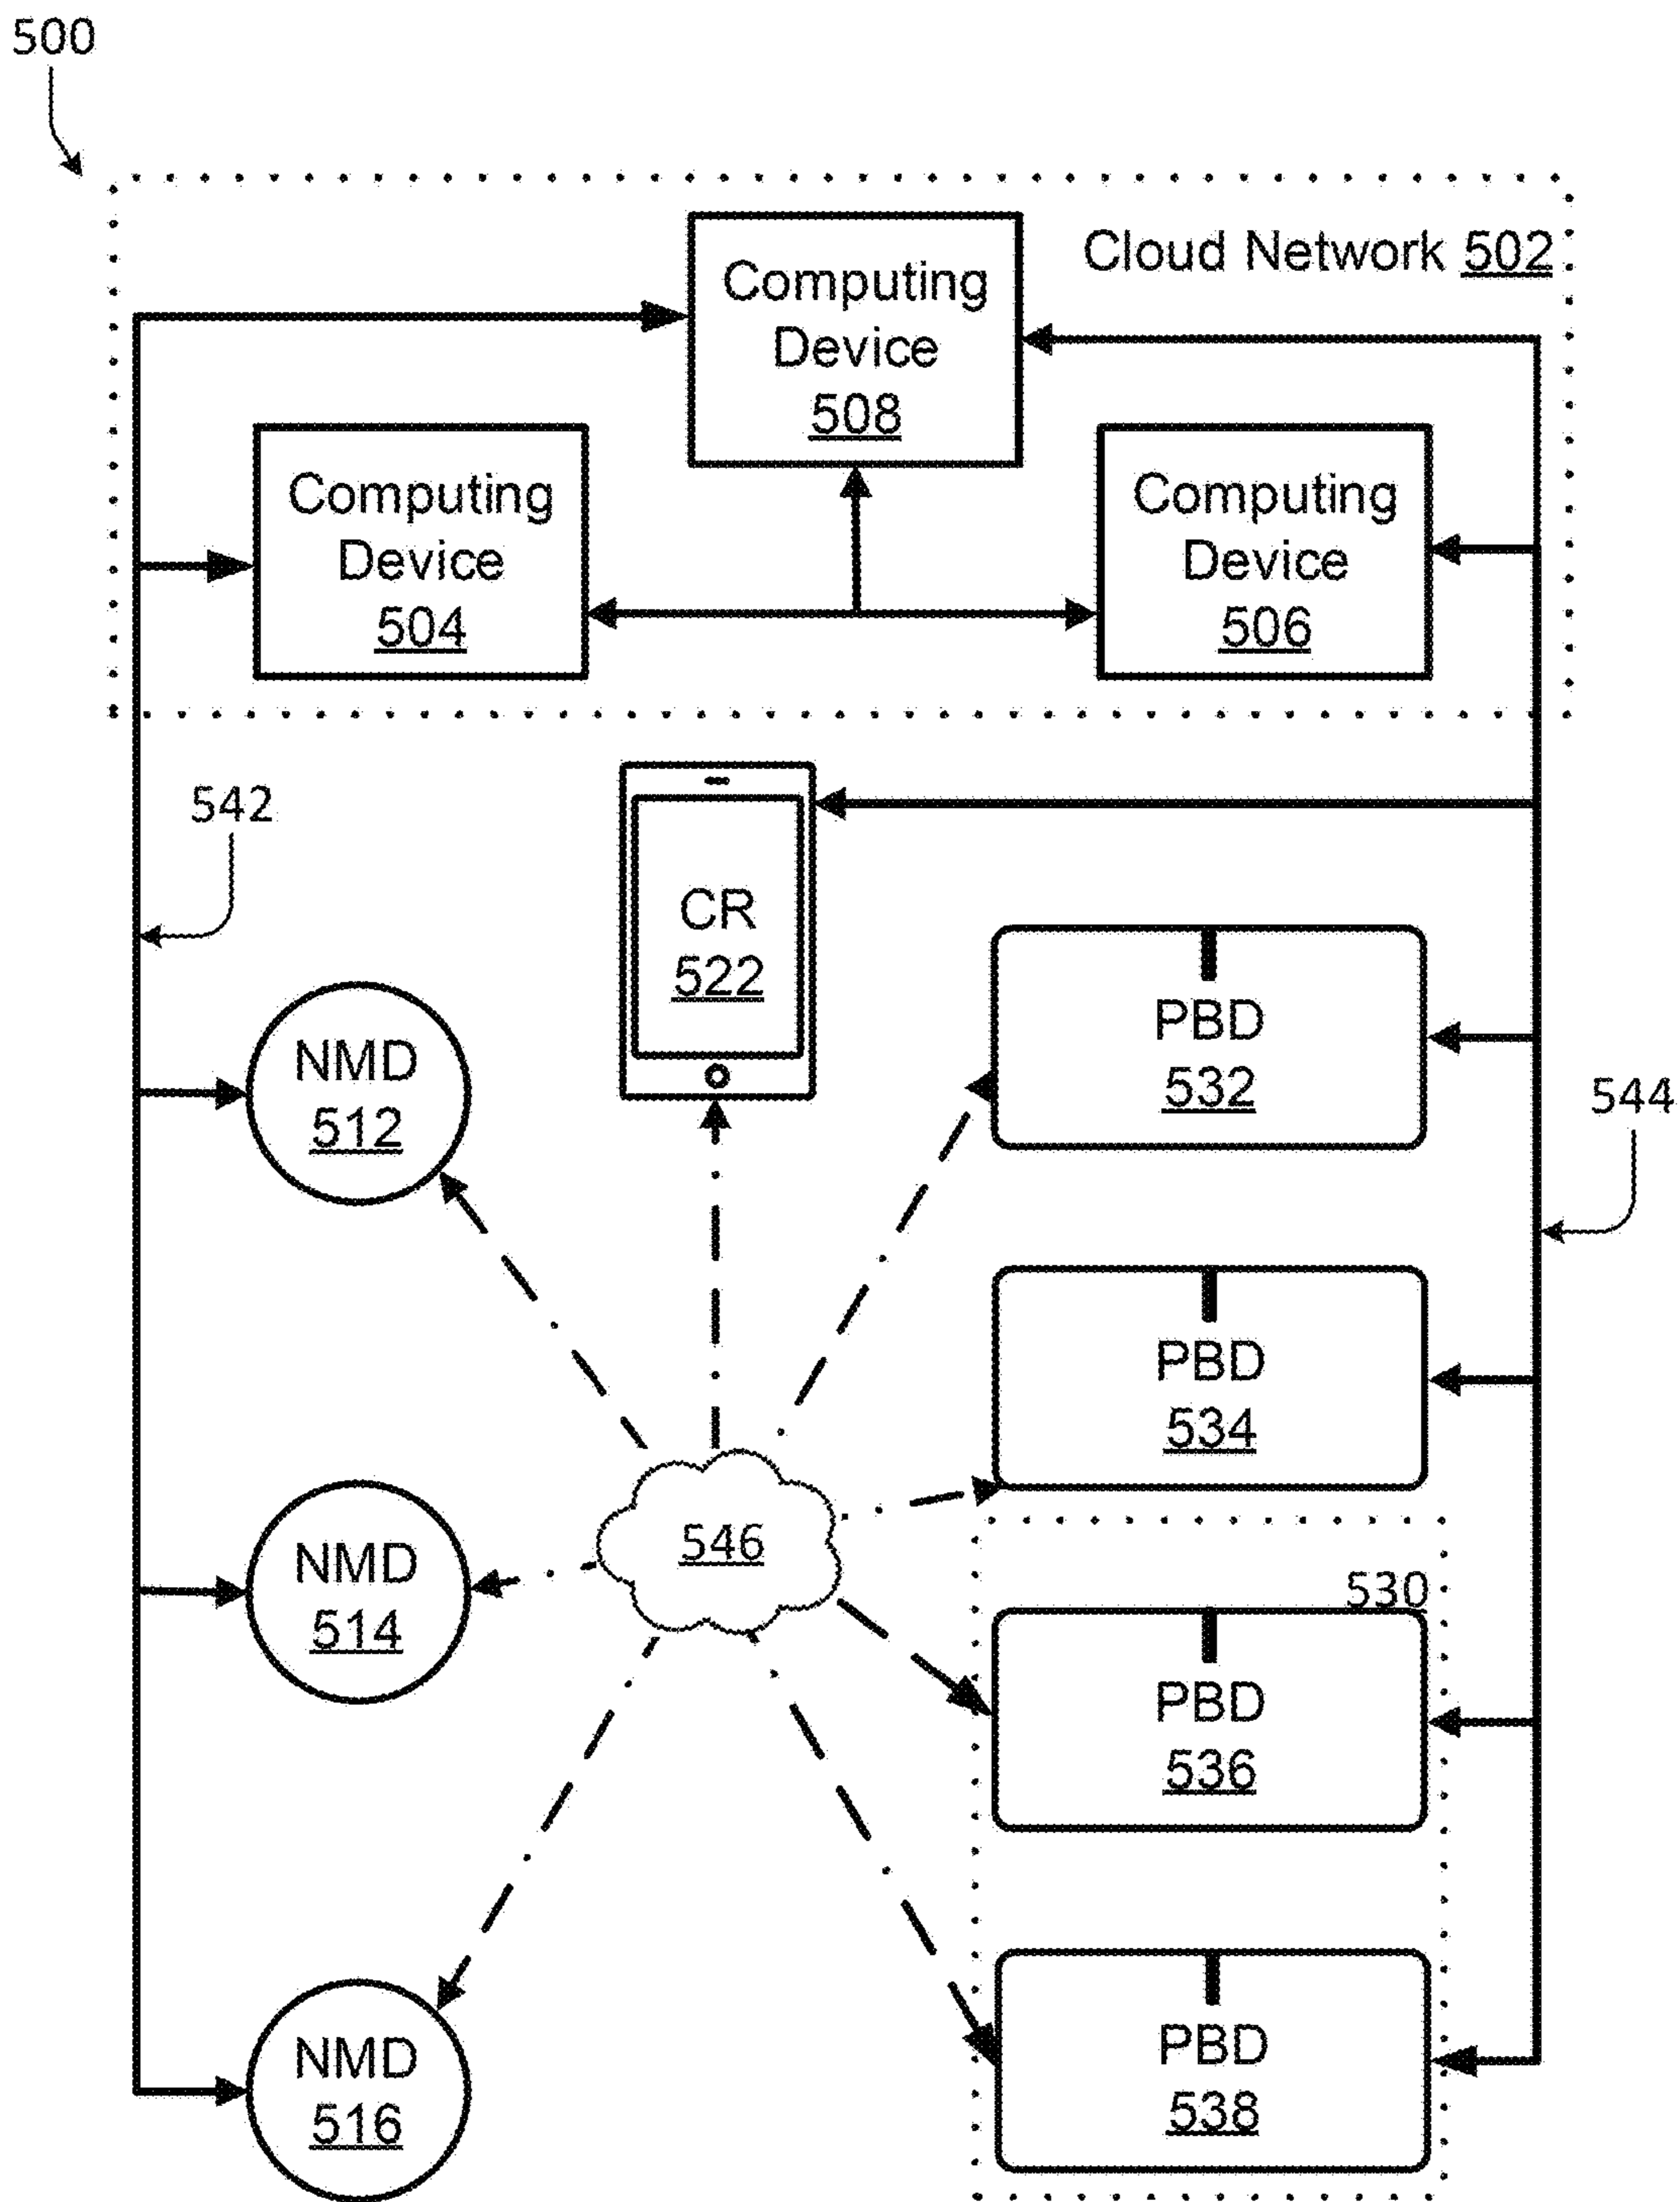 500
Cloud Network 502
Computing
Device
508
Computing
Device
504
Computing
Device
506
542
CR
522
NMD
512
PBD
532
544
PBD
534
NMD
514
546
530
PBD
536
NMD
516
PBD
538